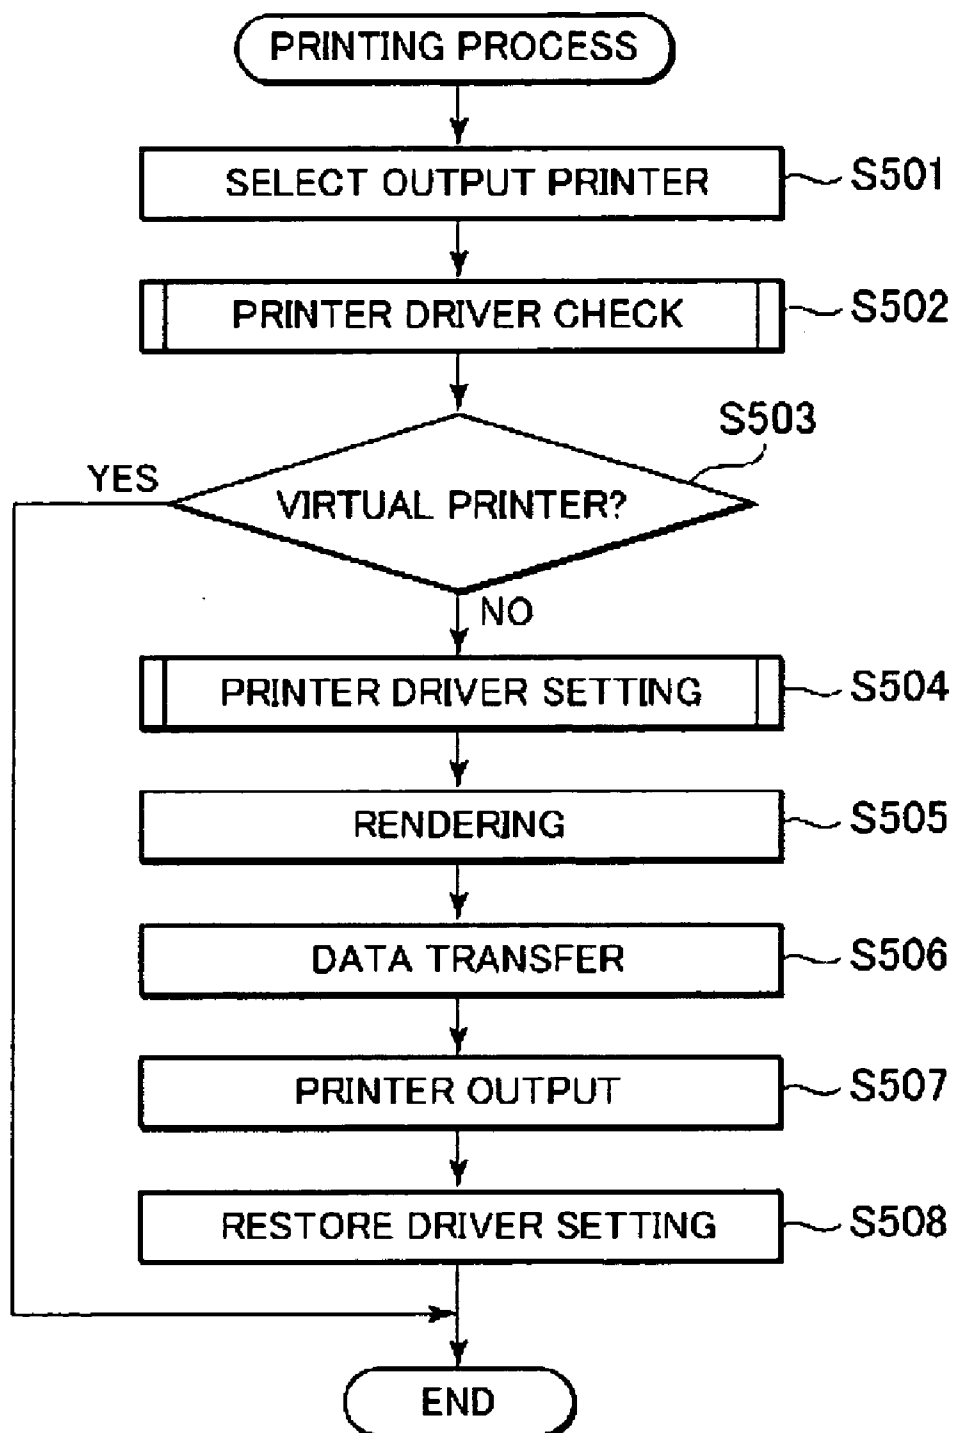 PRINTING PROCESS
SELECT OUTPUT PRINTER
S501
PRINTER DRIVER CHECK
S502
S503
YES
VIRTUAL PRINTER?
NO
PRINTER DRIVER SETTING
S504
RENDERING
S505
DATA TRANSFER
S506
PRINTER OUTPUT
S507
RESTORE DRIVER SETTING
S508
END